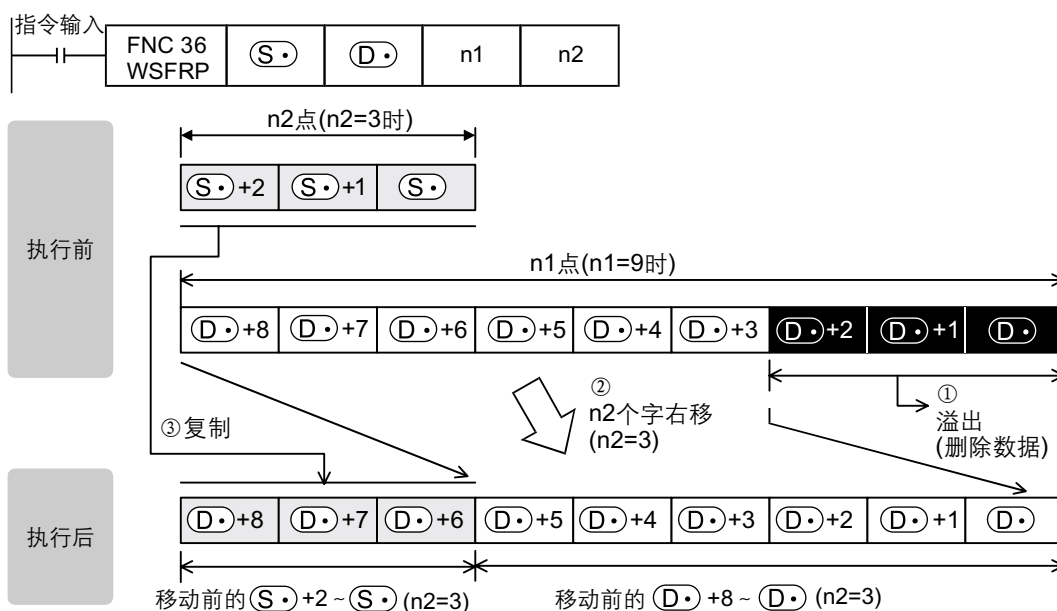 指令输入
FNC 36
WSFRP
S・
D・
n1
n2
n2点(n2=3时)
S・+2 S・+1 S・
执行前
n1点(n1=9时)
D・+8 D・+7 D・+6 D・+5 D・+4 D・+3 D・+2 D・+1 D・
②
n2个字右移
(n2=3)
①
溢出
(删除数据)
③复制
执行后
D・+8 D・+7 D・+6 D・+5 D・+4 D・+3 D・+2 D・+1 D・
移动前的 S・+2 ~ S・ (n2=3)
移动前的 D・+8 ~ D・ (n2=3)